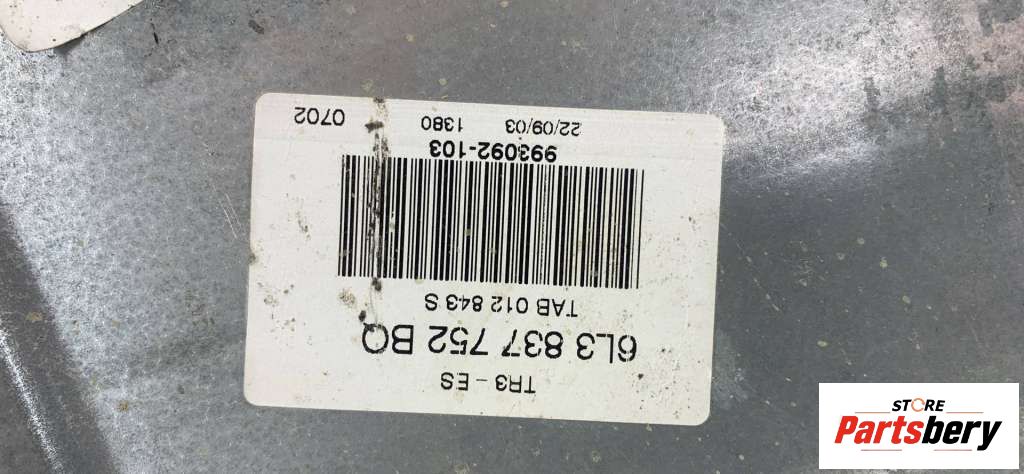 TR3 - ES
6L3 837 752 BQ
TAB 012 843 S
993092-103
22/09/03 1380 0702
STORE
Partsbery